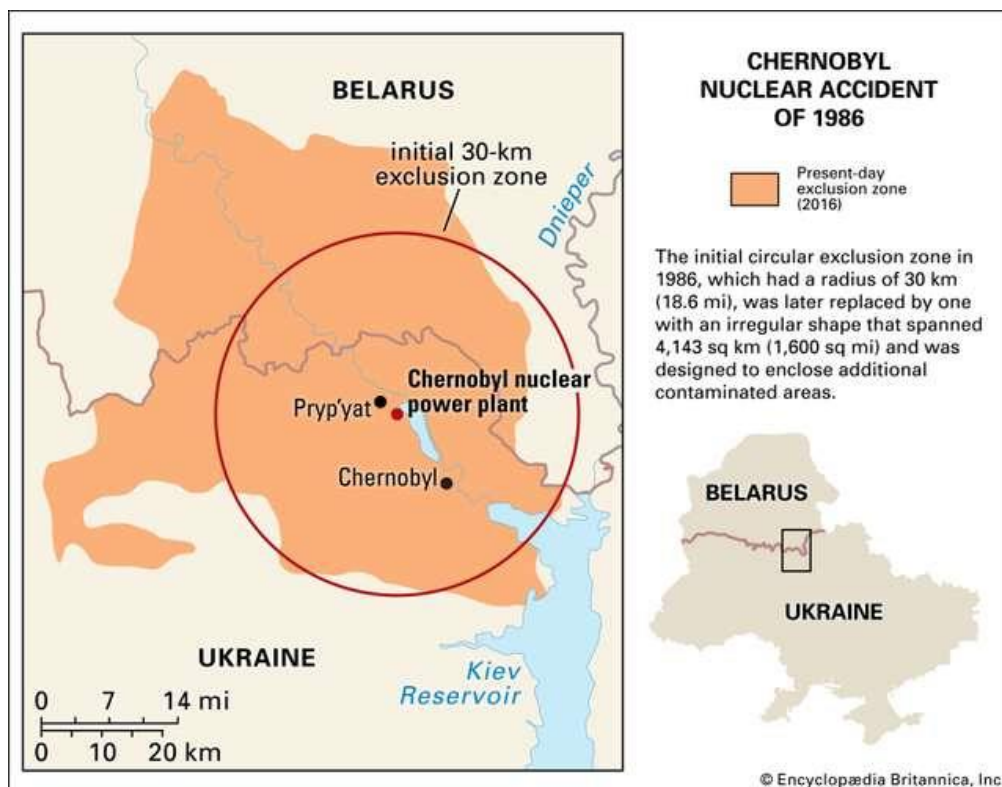 BELARUS
initial 30-km
exclusion zone
Dnieper
Chernobyl nuclear
power plant
Pryp'yat
Chernobyl
UKRAINE
Kiev
Reservoir
0 7 14 mi
0 10 20 km
CHERNOBYL
NUCLEAR ACCIDENT
OF 1986
Present-day
exclusion zone
(2016)
The initial circular exclusion zone in
1986, which had a radius of 30 km
(18.6 mi), was later replaced by one
with an irregular shape that spanned
4,143 sq km (1,600 sq mi) and was
designed to enclose additional
contaminated areas.
BELARUS
UKRAINE
© Encyclopædia Britannica, Inc